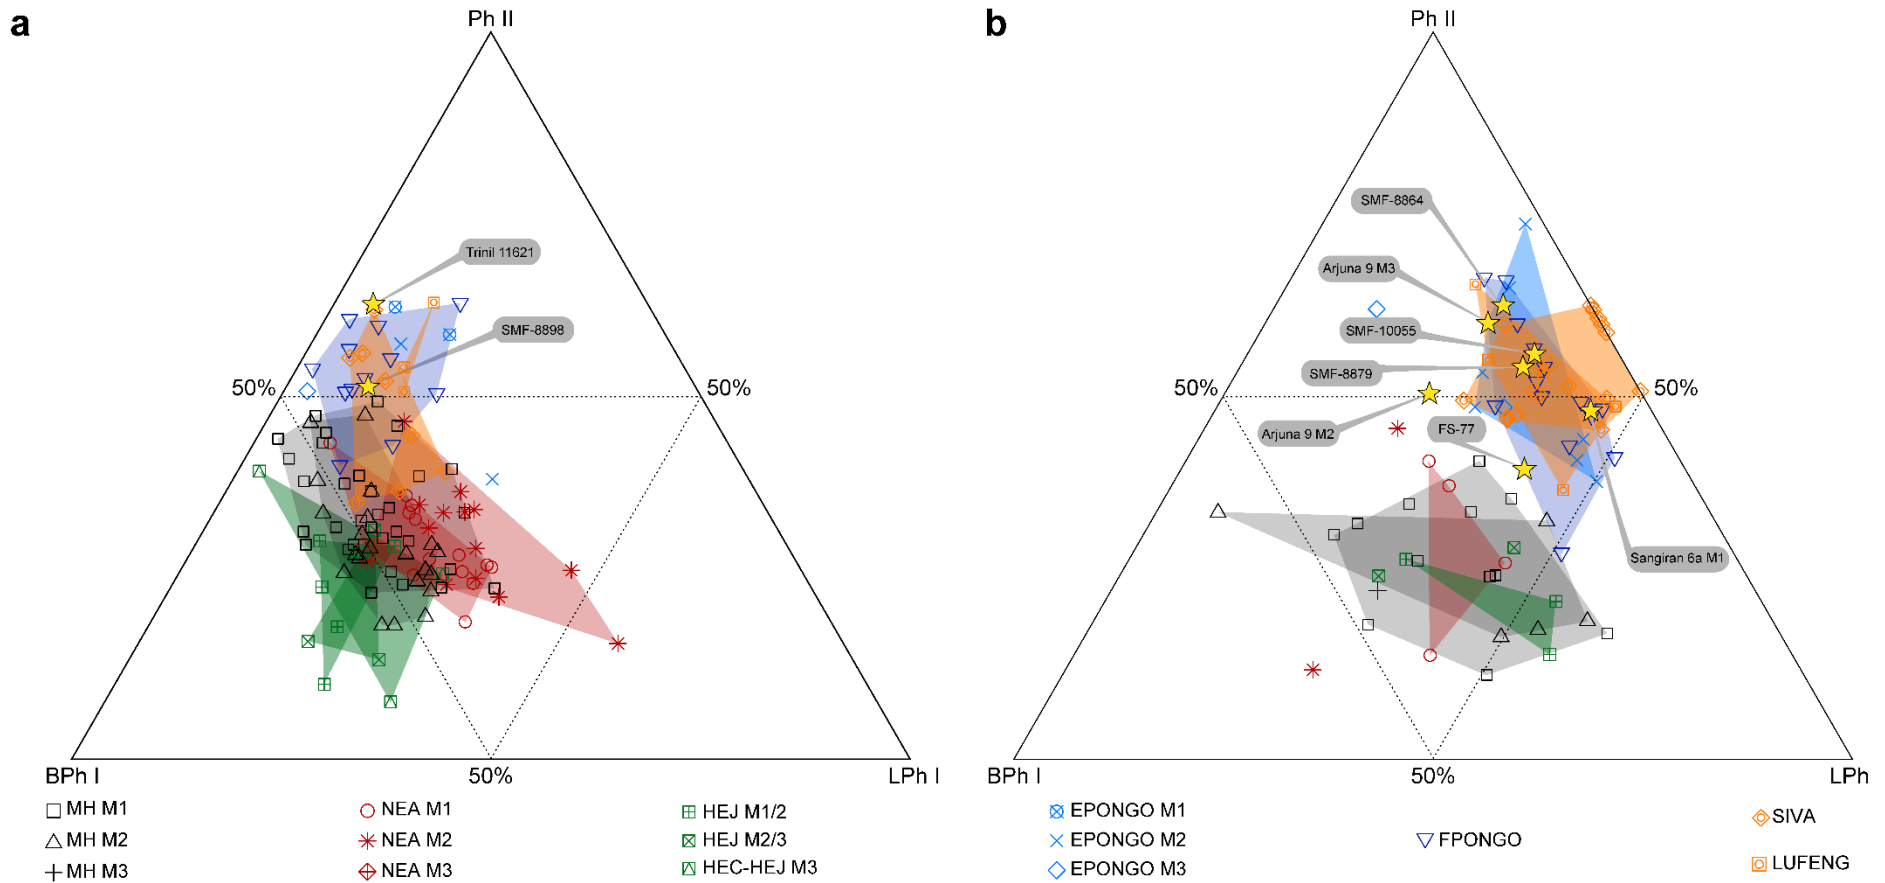 a
Ph II
Trinil 11621
SMF-8898
50%
50%
BPh I
50%
LPh I
b
Ph II
SMF-8864
Arjuna 9 M3
SMF-10055
SMF-8879
50%
50%
Arjuna 9 M2
FS-77
Sangiran 6a M1
BPh I
50%
LPh
MH M1
MH M2
MH M3
NEA M1
NEA M2
NEA M3
HEJ M1/2
HEJ M2/3
HEC-HEJ M3
EPONGO M1
EPONGO M2
EPONGO M3
FPONGO
SIVA
LUFENG